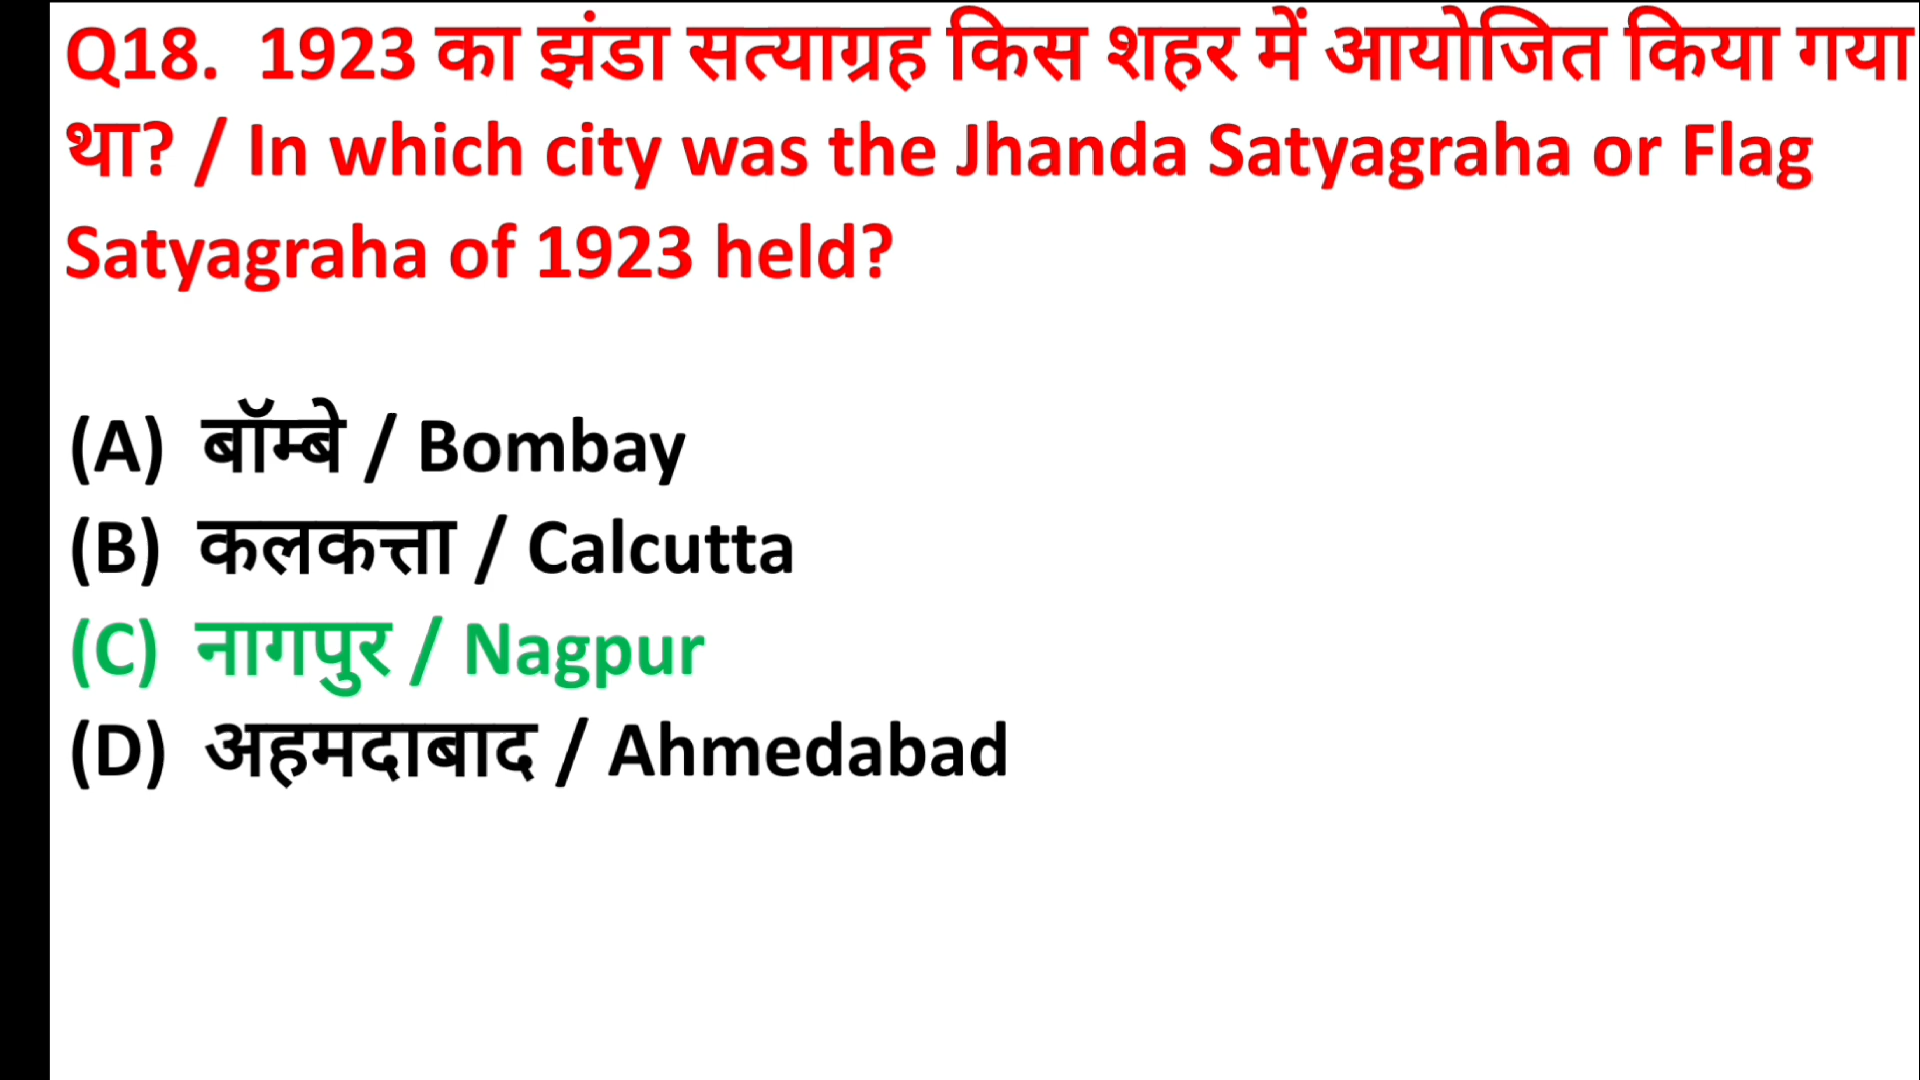 Q18. 1923 का झंडा सत्याग्रह किस शहर में आयोजित किया गया
था? / In which city was the Jhanda Satyagraha or Flag
Satyagraha of 1923 held?
(A) बॉम्बे / Bombay
(B) कलकत्ता / Calcutta
(C) नागपुर / Nagpur
(D) अहमदाबाद / Ahmedabad